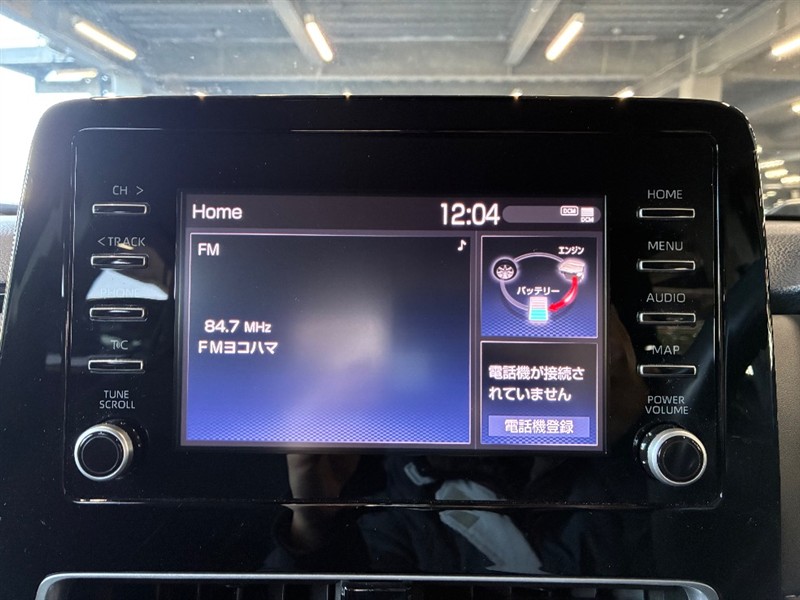 CH >
< TRACK
PHONE
T C
TUNE
SCROLL
Home
12:04
DCM
DCM
FM
84.7 MHz
FMヨコハマ
エンジン
バッテリー
電話機が接続さ
れていません
電話機登録
HOME
MENU
AUDIO
MAP
POWER
VOLUME